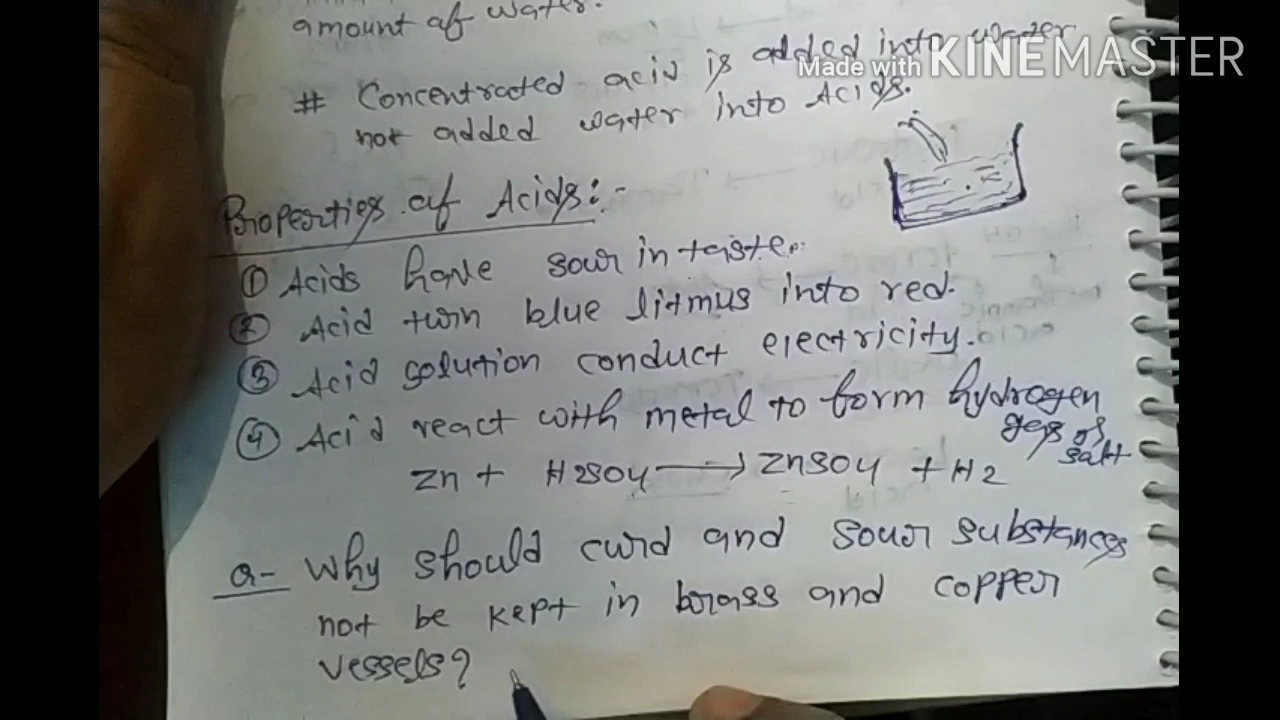 amount of water.
# Concentrated acid is added into water
not added water into Acids.
Made with KINEMASTER
Properties of Acids:-
① Acids have sour in taste.
② Acid turn blue litmus into red.
③ Acid solution conduct electricity.
④ Acid react with metal to form hydrogen
gas & salt
Zn + H2SO4 → ZnSO4 + H2
Q- Why should curd and sour substances
not be kept in brass and copper
vessels?